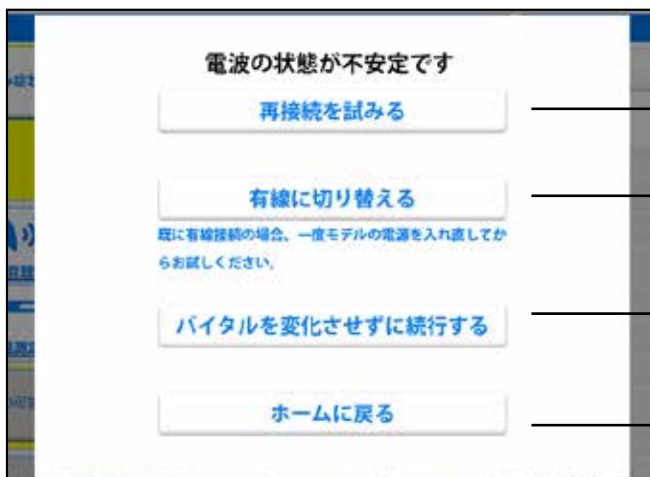 電波の状態が不安定です
再接続を試みる
有線に切り替える
既に有線接続の場合、一度モデルの電源を入れ直してか
らお試しください。
バイタルを変化させずに続行する
ホームに戻る